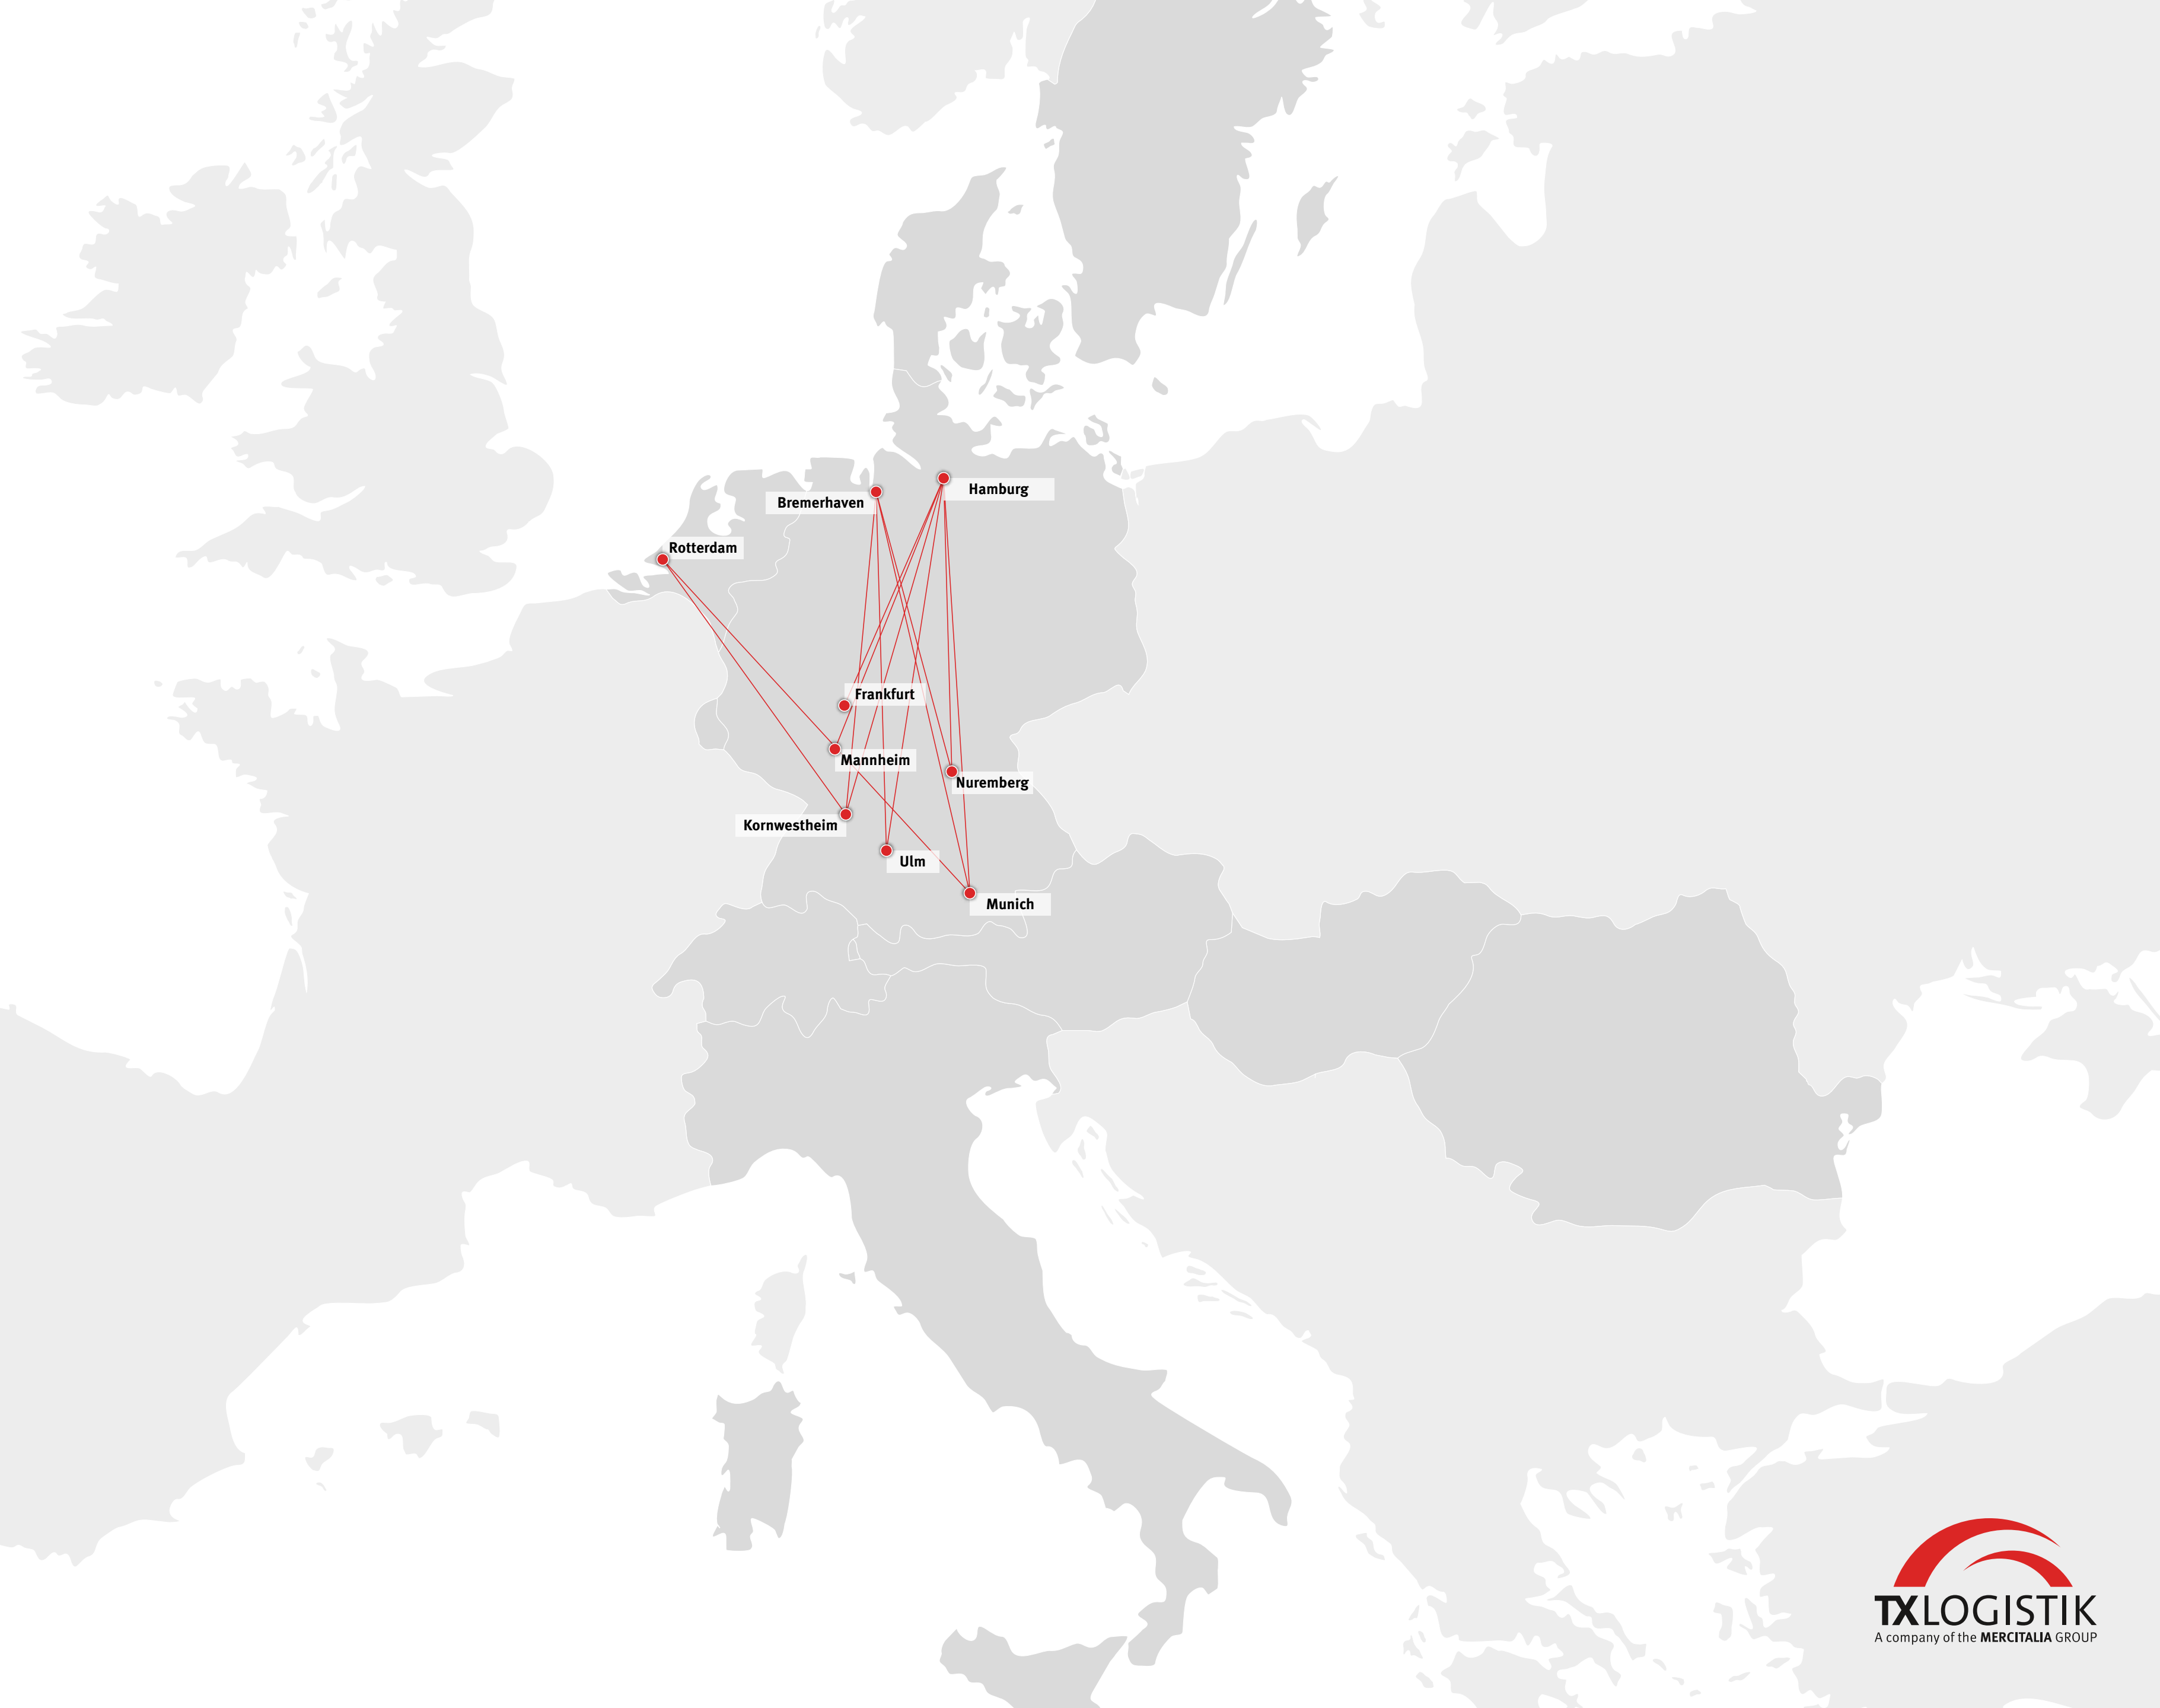 Hamburg
Bremerhaven
Rotterdam
Frankfurt
Mannheim
Nuremberg
Kornwestheim
Ulm
Munich
TXLOGISTIK
A company of the MERCITALIA GROUP